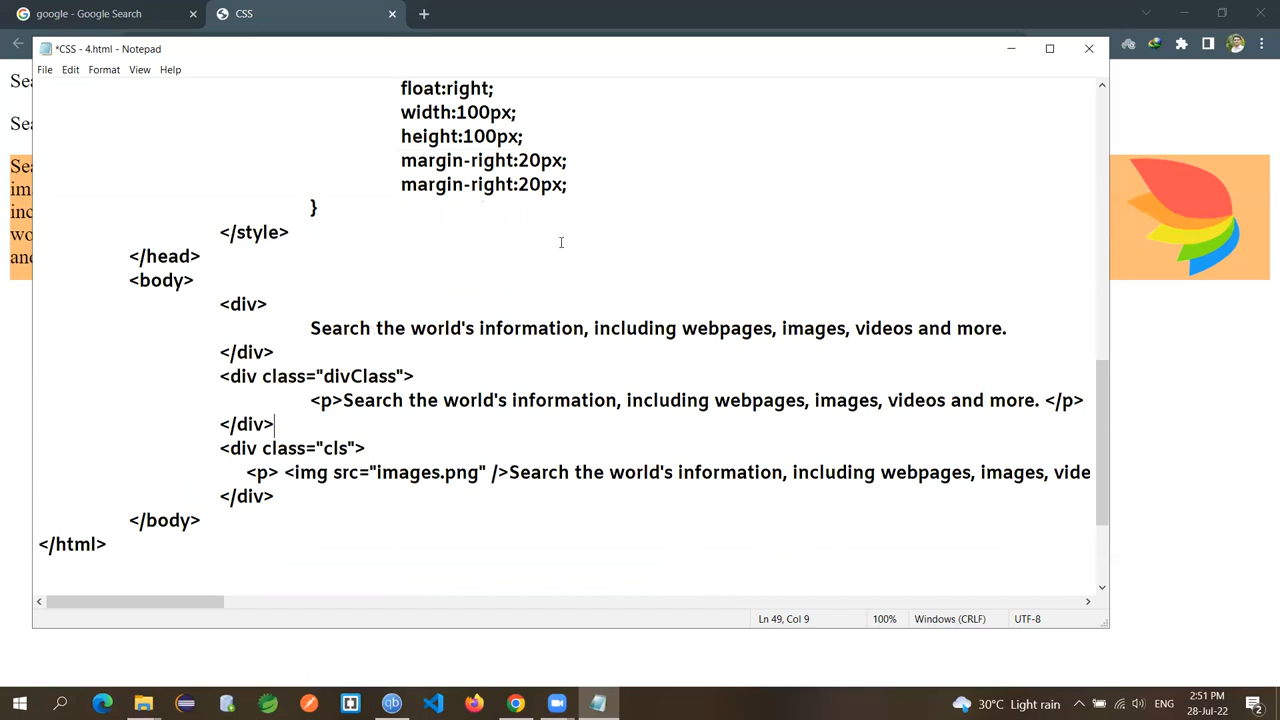 google - Google Search
CSS
*CSS - 4.html - Notepad
File Edit Format View Help
float:right;
width:100px;
height:100px;
margin-right:20px;
margin-right:20px;
}
</style>
</head>
<body>
<div>
Search the world's information, including webpages, images, videos and more.
</div>
<div class="divClass">
<p>Search the world's information, including webpages, images, videos and more. </p>
</div>
<div class="cls">
<p> <img src="images.png" />Search the world's information, including webpages, images, vide
</div>
</body>
</html>
Ln 49, Col 9 100% Windows (CRLF) UTF-8
30°C Light rain ENG 2:51 PM
28-Jul-22
2